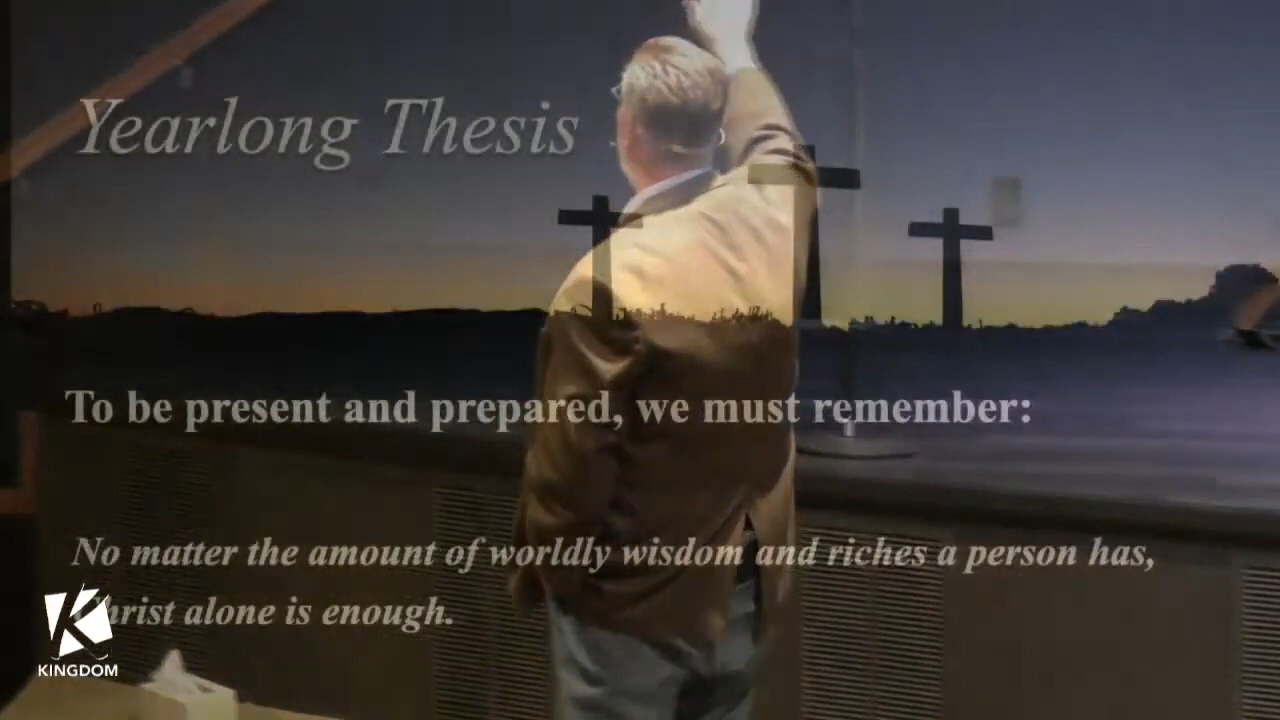 Yearlong Thesis
To be present and prepared, we must remember:
No matter the amount of worldly wisdom and riches a person has,
Christ alone is enough.
KINGDOM